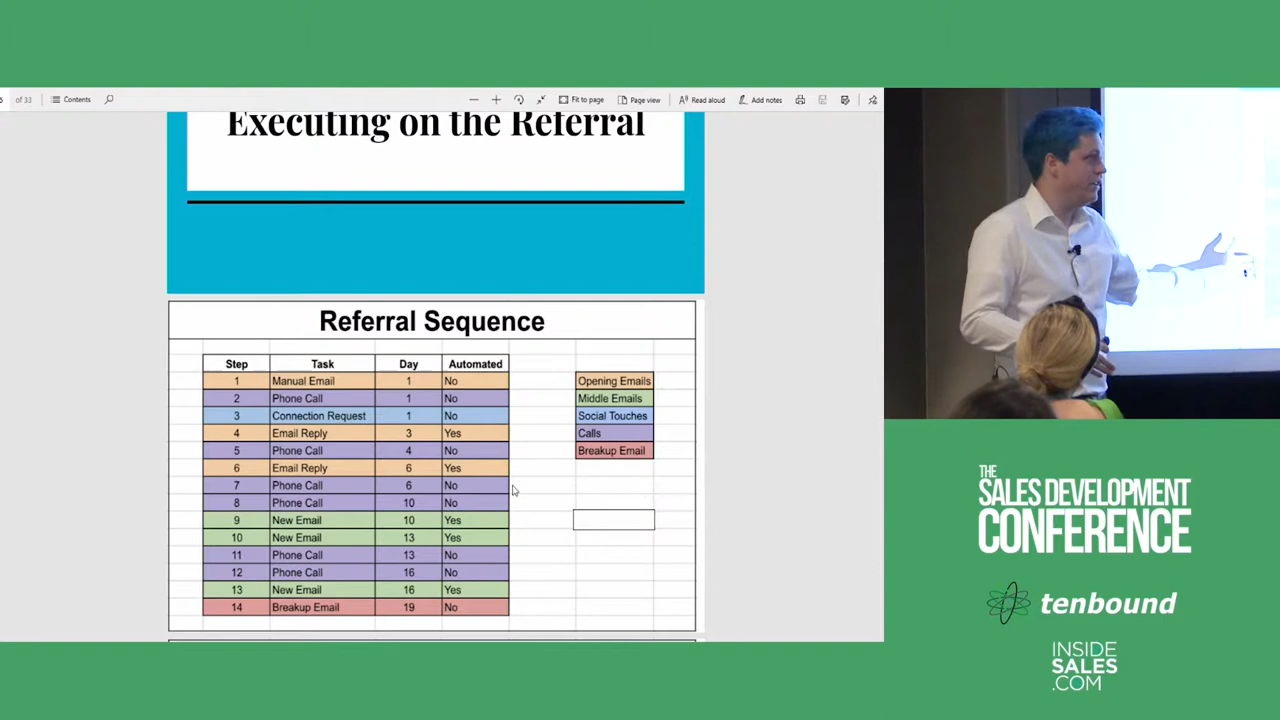 of 33 Contents Fit to page Page view Read aloud Add notes
Executing on the Referral
Referral Sequence
Step Task Day Automated
1 Manual Email 1 No Opening Emails
2 Phone Call 1 No Middle Emails
3 Connection Request 1 No Social Touches
4 Email Reply 3 Yes Calls
5 Phone Call 4 No Breakup Email
6 Email Reply 6 Yes
7 Phone Call 6 No
8 Phone Call 10 No
9 New Email 10 Yes
10 New Email 13 Yes
11 Phone Call 13 No
12 Phone Call 16 No
13 New Email 16 Yes
14 Breakup Email 19 No
THE
SALES DEVELOPMENT
CONFERENCE
tenbound
INSIDE
SALES
.COM